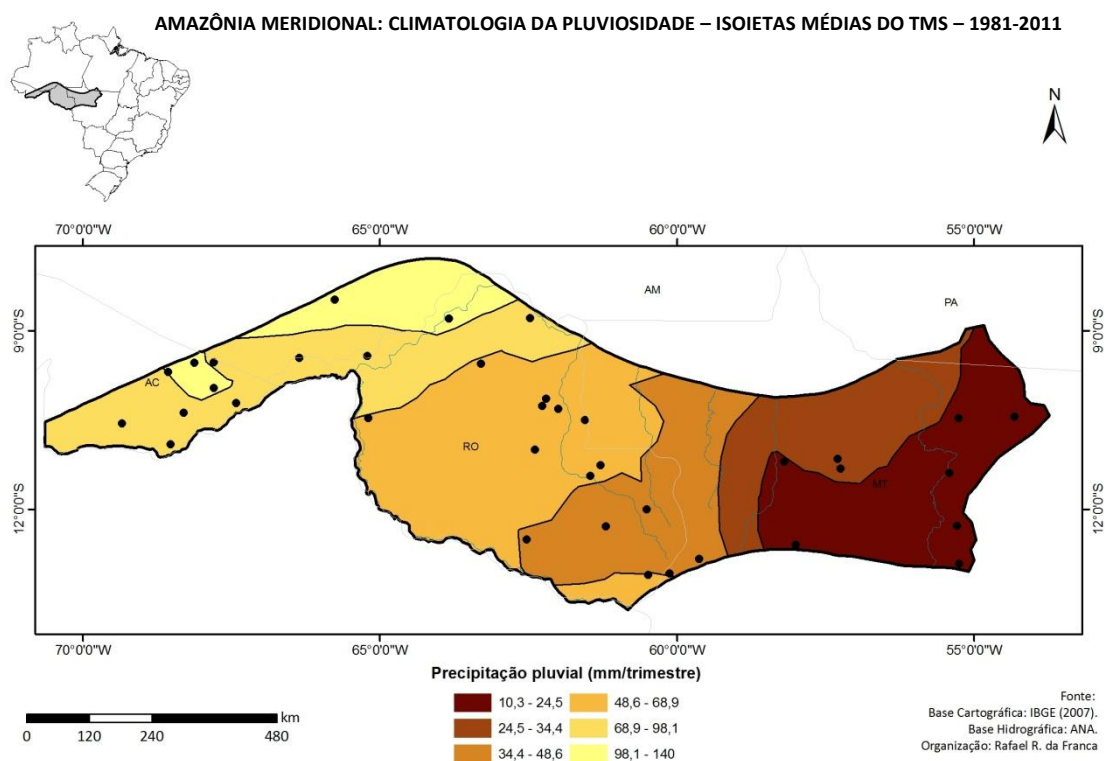 AMAZÔNIA MERIDIONAL: CLIMATOLOGIA DA PLUVIOSIDADE – ISOIETAS MÉDIAS DO TMS – 1981-2011
N
70°0'0"W 65°0'0"W 60°0'0"W 55°0'0"W
AM
PA
9°0'0"S 9°0'0"S
AC
RO
MT
12°0'0"S 12°0'0"S
70°0'0"W 65°0'0"W 60°0'0"W 55°0'0"W
Precipitação pluvial (mm/trimestre)
10,3 - 24,5 48,6 - 68,9
24,5 - 34,4 68,9 - 98,1
34,4 - 48,6 98,1 - 140
km
0 120 240 480
Fonte:
Base Cartográfica: IBGE (2007).
Base Hidrográfica: ANA.
Organização: Rafael R. da Franca